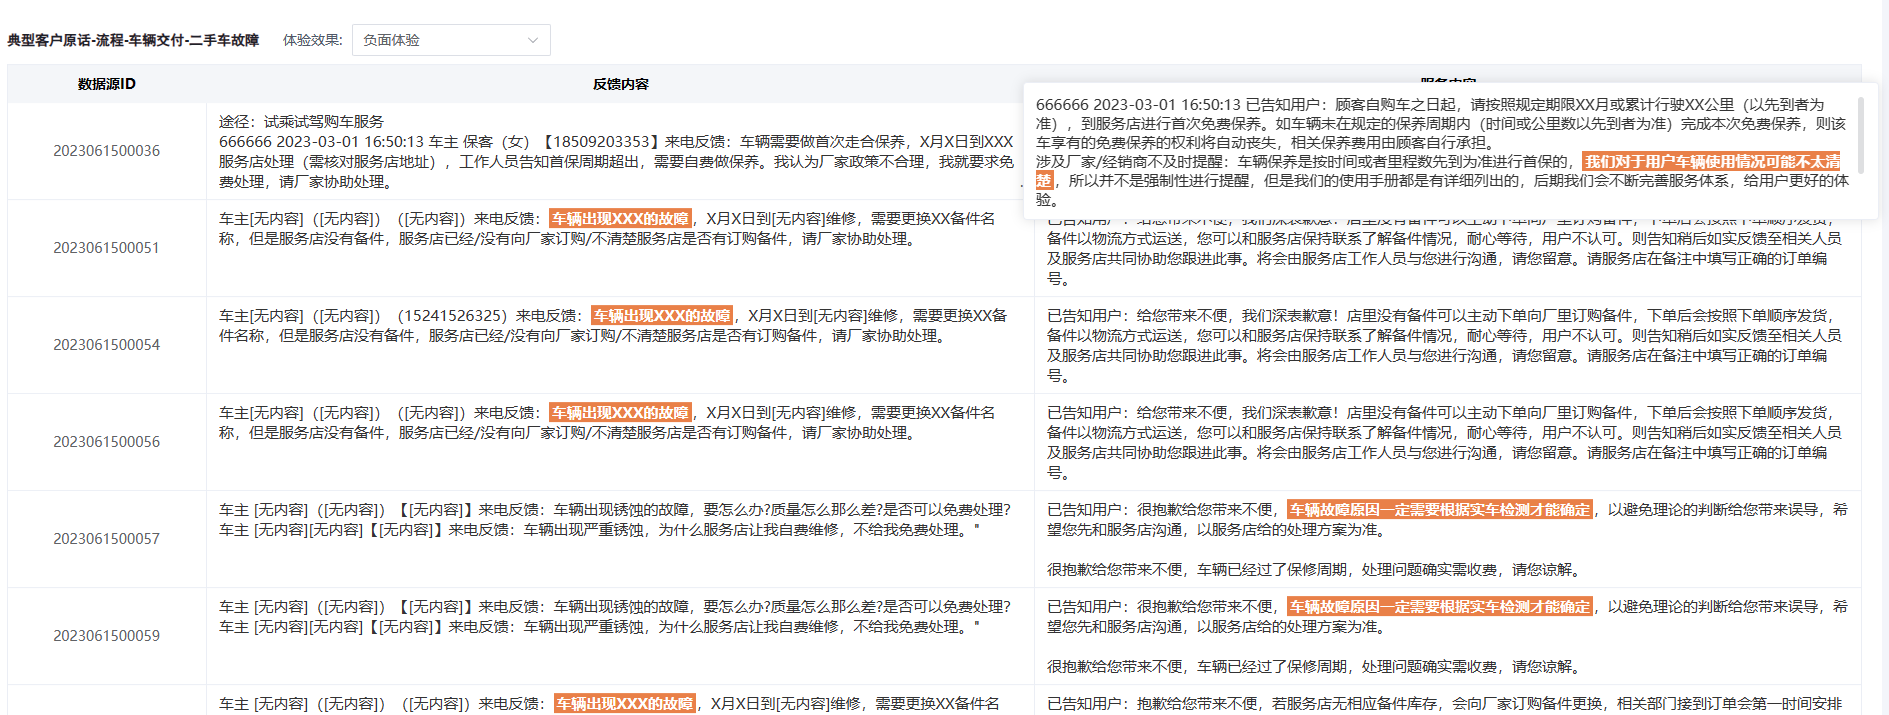 典型客户原话-流程-车辆交付-二手车故障 体验效果: 负面体验
数据源ID 反馈内容
2023061500036
途径：试乘试驾购车服务
666666 2023-03-01 16:50:13 车主 保客（女）【18509203353】来电反馈：车辆需要做首次走合保养，X月X日到XXX
服务店处理（需核对服务店地址），工作人员告知首保周期超出，需要自费做保养。我认为厂家政策不合理，我就要求免
费处理，请厂家协助处理。
666666 2023-03-01 16:50:13 已告知用户：顾客自购车之日起，请按照规定期限XX月或累计行驶XX公里（以先到者为
准），到服务店进行首次免费保养。如车辆未在规定的保养周期内（时间或公里数以先到者为准）完成本次免费保养，则该
车享有的免费保养的权利将自动丧失，相关保养费用由顾客自行承担。
涉及厂家/经销商不及时提醒：车辆保养是按时间或者里程数先到为准进行首保的，我们对于用户车辆使用情况可能不太清
楚，所以并不是强制性进行提醒，但是我们的使用手册都是有详细列出的，后期我们会不断完善服务体系，给用户更好的体
验。
2023061500051
车主[无内容]（[无内容]）（[无内容]）来电反馈：车辆出现XXX的故障，X月X日到[无内容]维修，需要更换XX备件名
称，但是服务店没有备件，服务店已经/没有向厂家订购/不清楚服务店是否有订购备件，请厂家协助处理。
已告知用户：给您带来不便，我们深表歉意！店里没有备件可以主动下单向厂里订购备件，下单后会按照下单顺序发货，
备件以物流方式运送，您可以和服务店保持联系了解备件情况，耐心等待，用户不认可。则告知稍后如实反馈至相关人员
及服务店共同协助您跟进此事。将会由服务店工作人员与您进行沟通，请您留意。请服务店在备注中填写正确的订单编
号。
2023061500054
车主[无内容]（[无内容]）（15241526325）来电反馈：车辆出现XXX的故障，X月X日到[无内容]维修，需要更换XX备
件名称，但是服务店没有备件，服务店已经/没有向厂家订购/不清楚服务店是否有订购备件，请厂家协助处理。
已告知用户：给您带来不便，我们深表歉意！店里没有备件可以主动下单向厂里订购备件，下单后会按照下单顺序发货，
备件以物流方式运送，您可以和服务店保持联系了解备件情况，耐心等待，用户不认可。则告知稍后如实反馈至相关人员
及服务店共同协助您跟进此事。将会由服务店工作人员与您进行沟通，请您留意。请服务店在备注中填写正确的订单编
号。
2023061500056
车主[无内容]（[无内容]）（[无内容]）来电反馈：车辆出现XXX的故障，X月X日到[无内容]维修，需要更换XX备件名
称，但是服务店没有备件，服务店已经/没有向厂家订购/不清楚服务店是否有订购备件，请厂家协助处理。
已告知用户：给您带来不便，我们深表歉意！店里没有备件可以主动下单向厂里订购备件，下单后会按照下单顺序发货，
备件以物流方式运送，您可以和服务店保持联系了解备件情况，耐心等待，用户不认可。则告知稍后如实反馈至相关人员
及服务店共同协助您跟进此事。将会由服务店工作人员与您进行沟通，请您留意。请服务店在备注中填写正确的订单编
号。
2023061500057
车主 [无内容]（[无内容]）【[无内容]】来电反馈：车辆出现锈蚀的故障，要怎么办?质量怎么那么差?是否可以免费处理?
车主 [无内容][无内容]【[无内容]】来电反馈：车辆出现严重锈蚀，为什么服务店让我自费维修，不给我免费处理。"
已告知用户：很抱歉给您带来不便，车辆故障原因一定需要根据实车检测才能确定，以避免理论的判断给您带来误导，希
望您先和服务店沟通，以服务店给的处理方案为准。
很抱歉给您带来不便，车辆已经过了保修周期，处理问题确实需收费，请您谅解。
2023061500059
车主 [无内容]（[无内容]）【[无内容]】来电反馈：车辆出现锈蚀的故障，要怎么办?质量怎么那么差?是否可以免费处理?
车主 [无内容][无内容]【[无内容]】来电反馈：车辆出现严重锈蚀，为什么服务店让我自费维修，不给我免费处理。"
已告知用户：很抱歉给您带来不便，车辆故障原因一定需要根据实车检测才能确定，以避免理论的判断给您带来误导，希
望您先和服务店沟通，以服务店给的处理方案为准。
很抱歉给您带来不便，车辆已经过了保修周期，处理问题确实需收费，请您谅解。
车主 [无内容]（[无内容]）（[无内容]）来电反馈：车辆出现XXX的故障，X月X日到[无内容]维修，需要更换XX备件名
已告知用户：抱歉给您带来不便，若服务店无相应备件库存，会向厂家订购备件更换，相关部门接到订单会第一时间安排